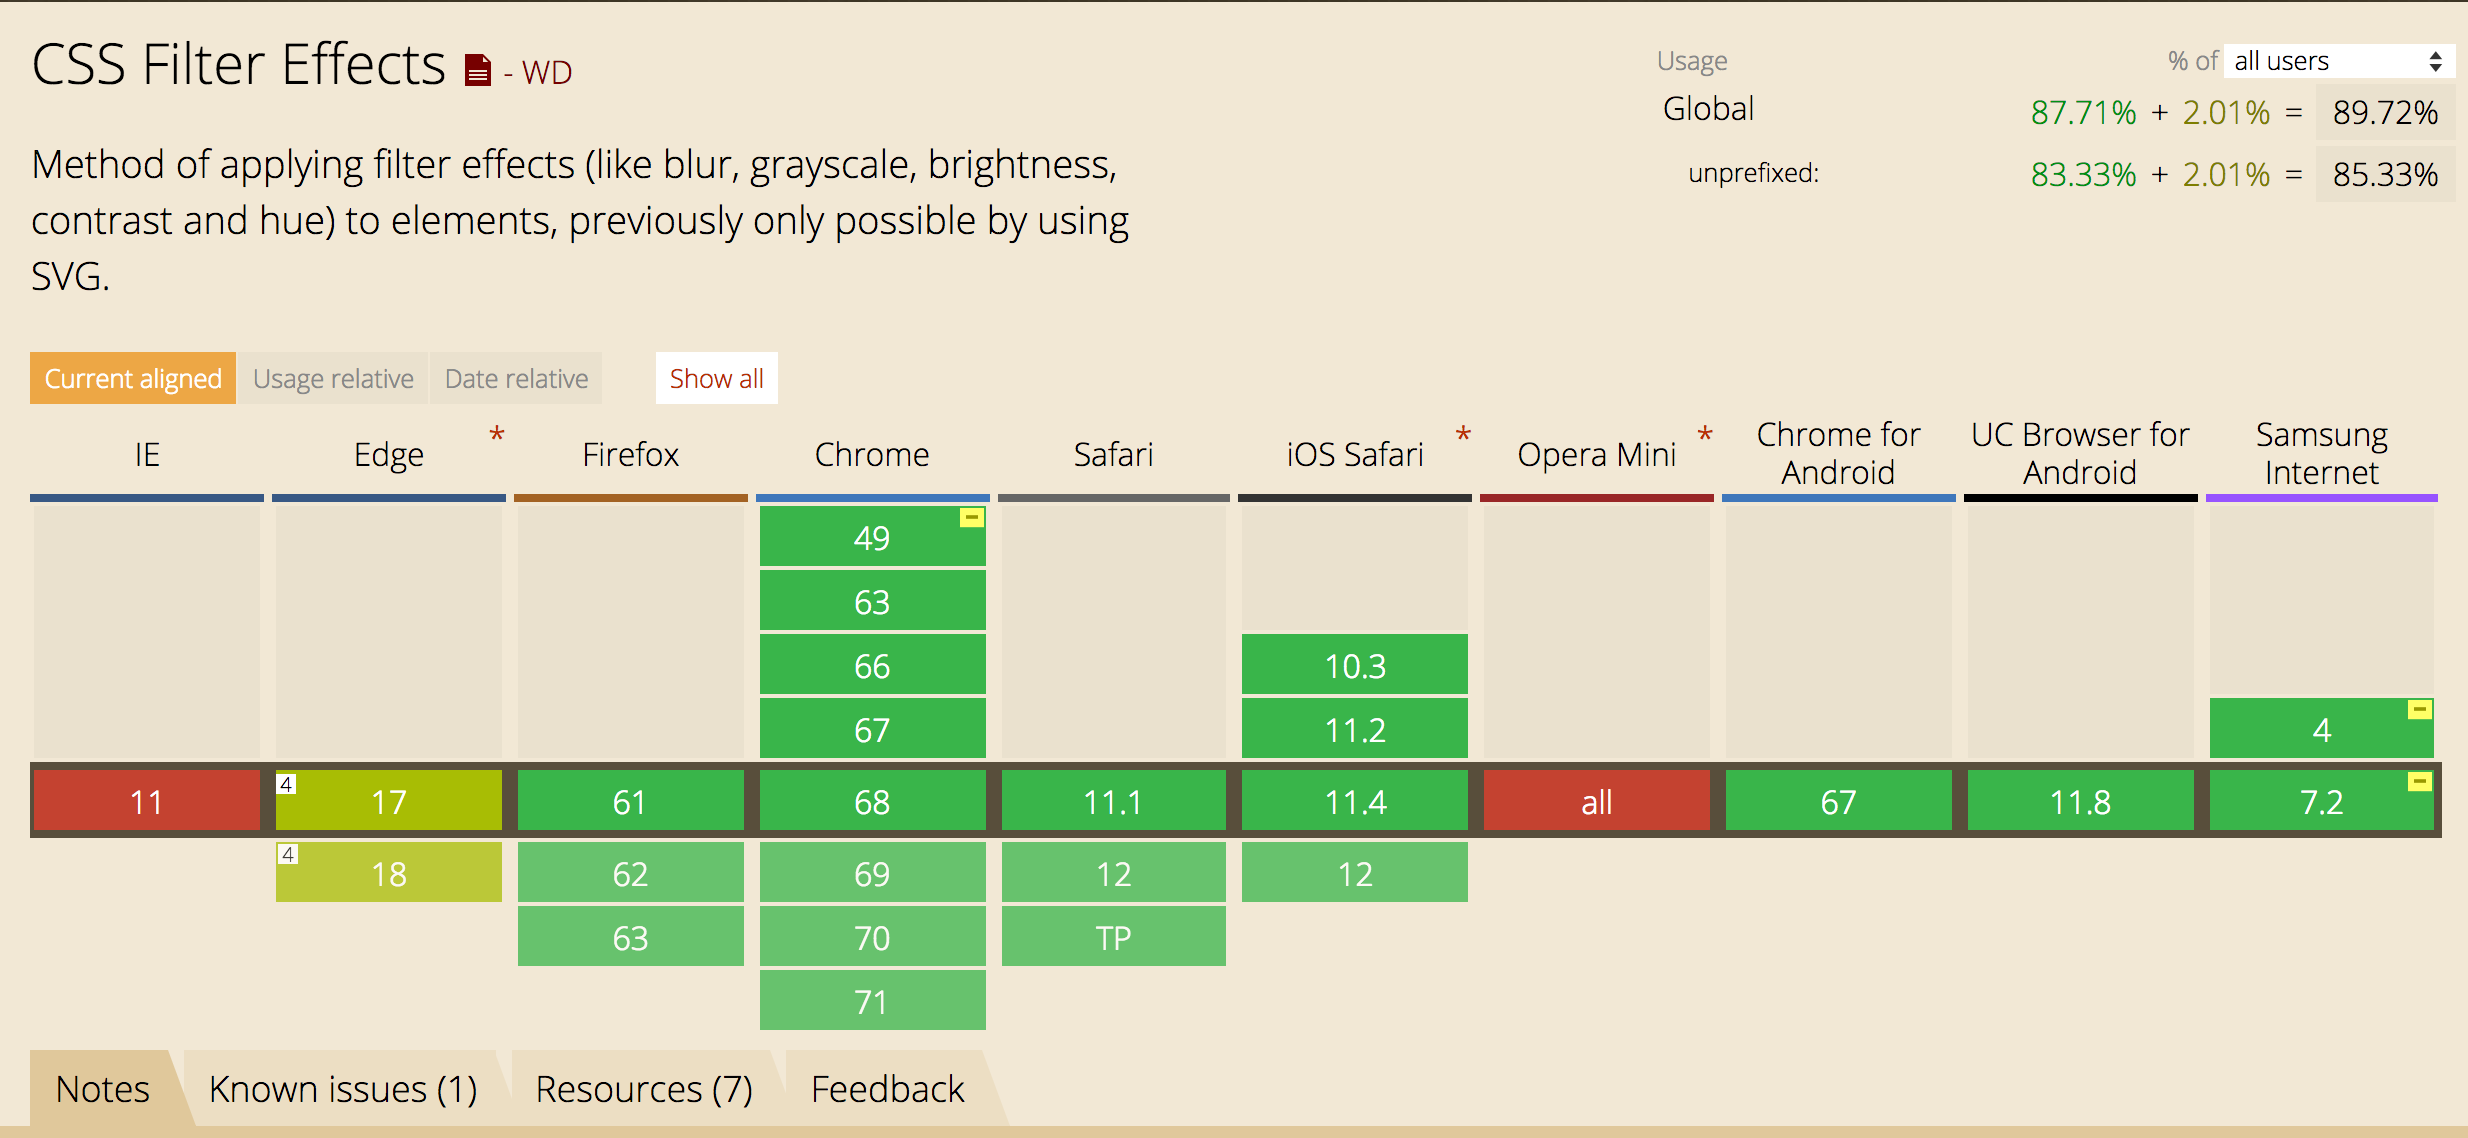 CSS Filter Effects - WD
Usage % of all users
Global 87.71% + 2.01% = 89.72%
unprefixed: 83.33% + 2.01% = 85.33%
Method of applying filter effects (like blur, grayscale, brightness,
contrast and hue) to elements, previously only possible by using
SVG.
Current aligned Usage relative Date relative Show all
IE Edge * Firefox Chrome Safari iOS Safari * Opera Mini * Chrome for Android UC Browser for Android Samsung Internet
49 -
63
66 10.3
67 11.2 4 -
11 4 17 61 68 11.1 11.4 all 67 11.8 7.2 -
4 18 62 69 12 12
63 70 TP
71
Notes Known issues (1) Resources (7) Feedback